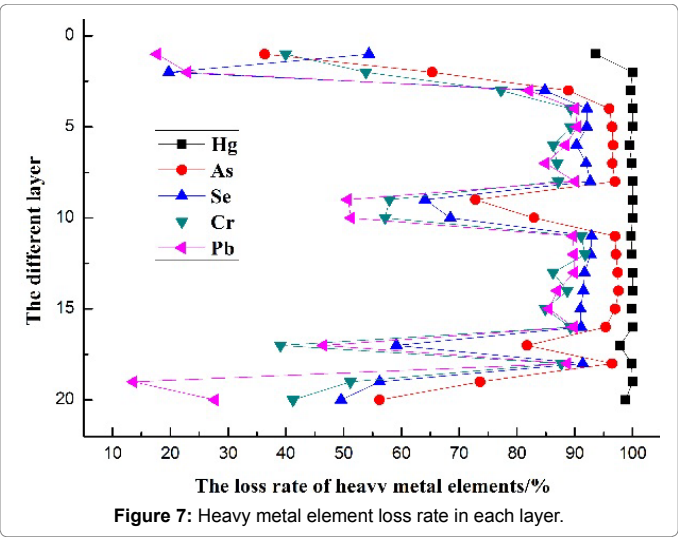 0
5
10
15
20
The different layer
Hg
As
Se
Cr
Pb
10 20 30 40 50 60 70 80 90 100
The loss rate of heavv metal elements/%
Figure 7: Heavy metal element loss rate in each layer.